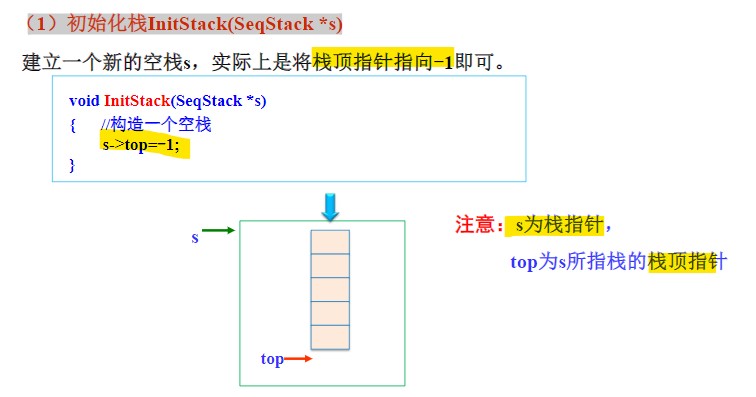 （1）初始化栈InitStack(SeqStack *s)
建立一个新的空栈s，实际上是将栈顶指针指向−1即可。
void InitStack(SeqStack *s)
{ //构造一个空栈
s->top=−1;
}
注意：s为栈指针，
s
top为s所指栈的栈顶指针
top